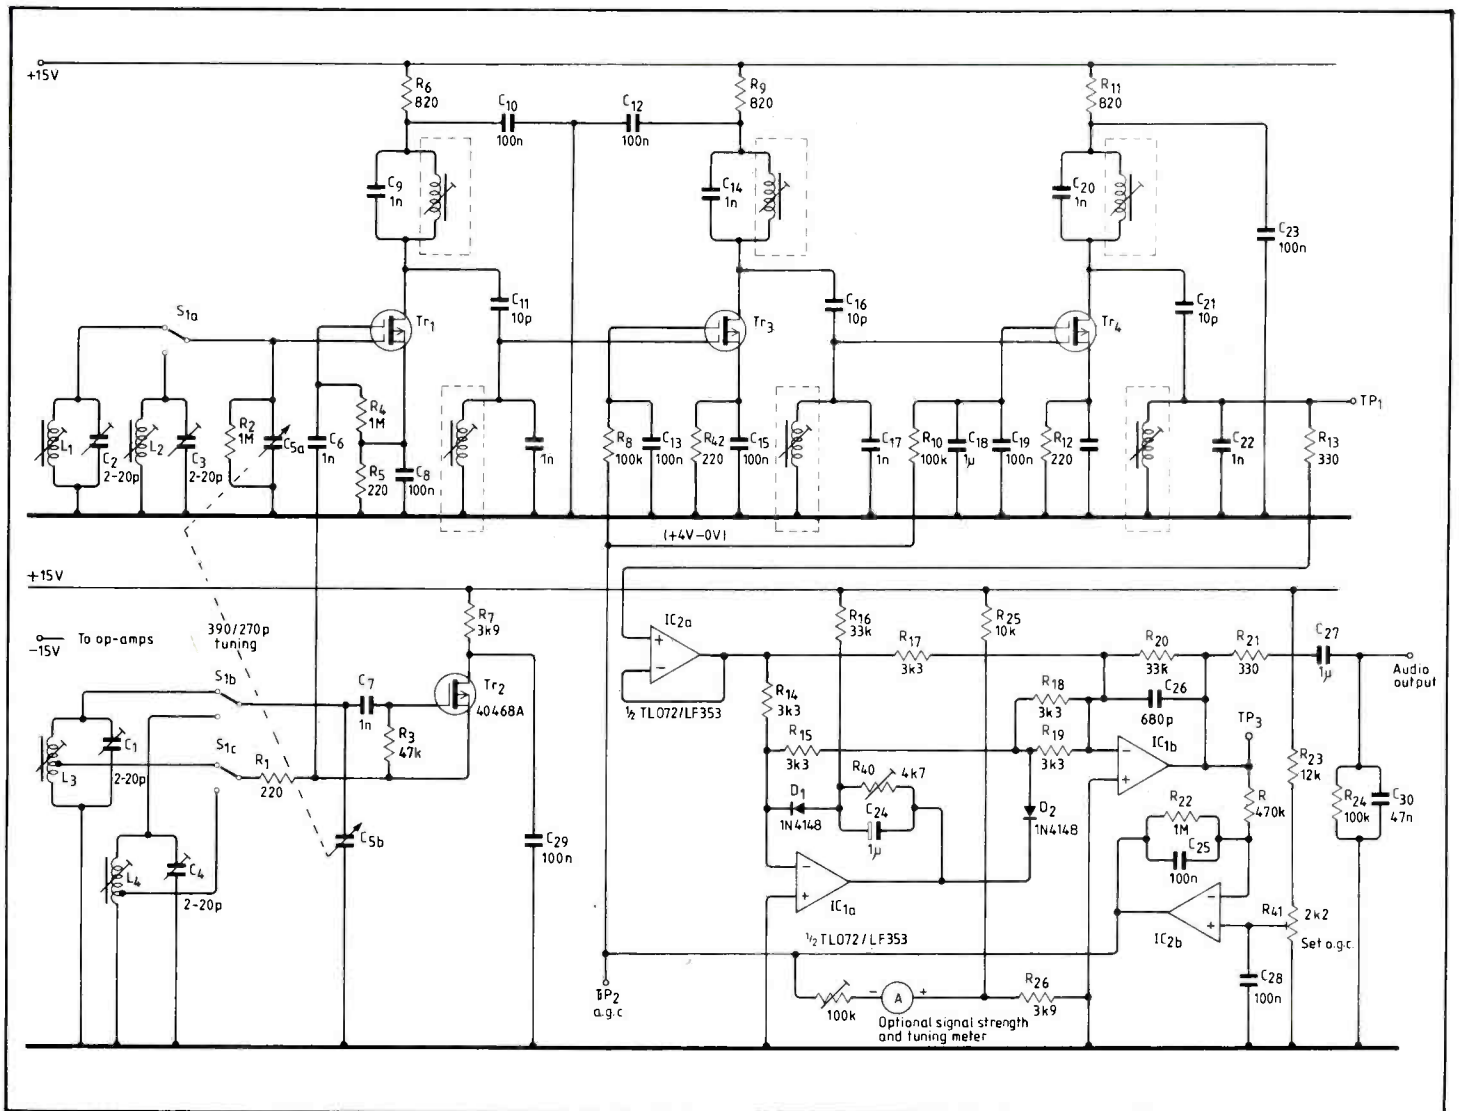 +15V
R6
820
C10
100n
C12
100n
R9
820
R11
820
C9
1n
C14
1n
C20
1n
C23
100n
S1a
Tr1
C11
10p
Tr3
C16
10p
Tr4
C21
10p
TP1
L1
C2
2-20p
L2
C3
2-20p
R2
1M
C5a
C6
1n
R4
1M
R5
220
C8
100n
1n
R8
100k
C13
100n
R42
220
C15
100n
C17
1n
R10
100k
C18
1μ
C19
100n
R12
220
C22
1n
R13
330
(+4V-0V)
+15V
-15V
To op-amps
390/270p
tuning
R7
3k9
S1b
C7
1n
Tr2
40468A
R3
47k
S1c
R1
220
L3
C1
2-20p
L4
C4
2-20p
C5b
C29
100n
IC2a
½ TL072/LF353
R16
33k
R17
3k3
R25
10k
R20
33k
R21
330
C27
1μ
Audio
output
R14
3k3
R15
3k3
R18
3k3
C26
680p
R19
3k3
IC1b
TP3
R40
4k7
D1
1N4148
C24
1μ
D2
1N4148
R22
1M
C25
100n
R
470k
R23
12k
R24
100k
C30
47n
IC1a
½ TL072/LF353
IC2b
R41
2k2
Set a.g.c.
C28
100n
TP2
a.g.c
100k
-
A
+
R26
3k9
Optional signal strength
and tuning meter